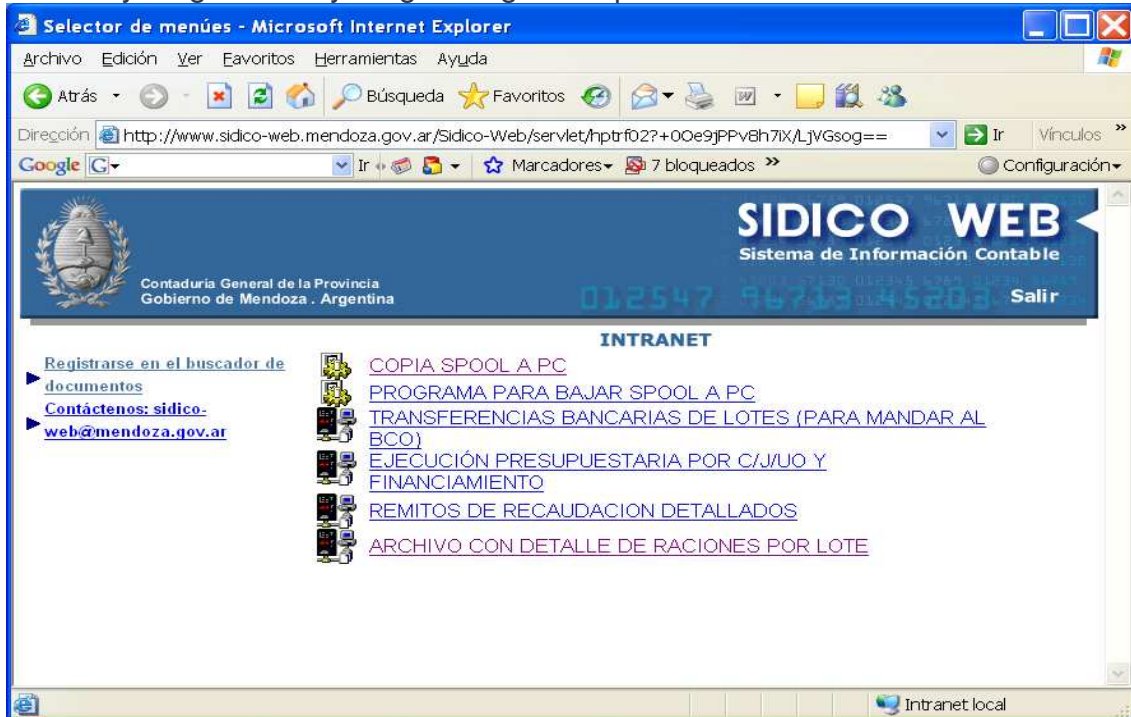 Selector de menúes - Microsoft Internet Explorer
Archivo Edición Ver Favoritos Herramientas Ayuda
Atrás Búsqueda Favoritos
Dirección http://www.sidico-web.mendoza.gov.ar/Sidico-Web/servlet/hptrf02?+0Oe9jPPv8h7iX/LjVGsog== Ir Vínculos »
Google G Ir Marcadores 7 bloqueados » Configuración
SIDICO WEB
Sistema de Información Contable
Contaduría General de la Provincia
Gobierno de Mendoza . Argentina
Salir
INTRANET
Registrarse en el buscador de
documentos
Contáctenos: sidico-
web@mendoza.gov.ar
COPIA SPOOL A PC
PROGRAMA PARA BAJAR SPOOL A PC
TRANSFERENCIAS BANCARIAS DE LOTES (PARA MANDAR AL
BCO)
EJECUCIÓN PRESUPUESTARIA POR C/J/UO Y
FINANCIAMIENTO
REMITOS DE RECAUDACION DETALLADOS
ARCHIVO CON DETALLE DE RACIONES POR LOTE
Intranet local